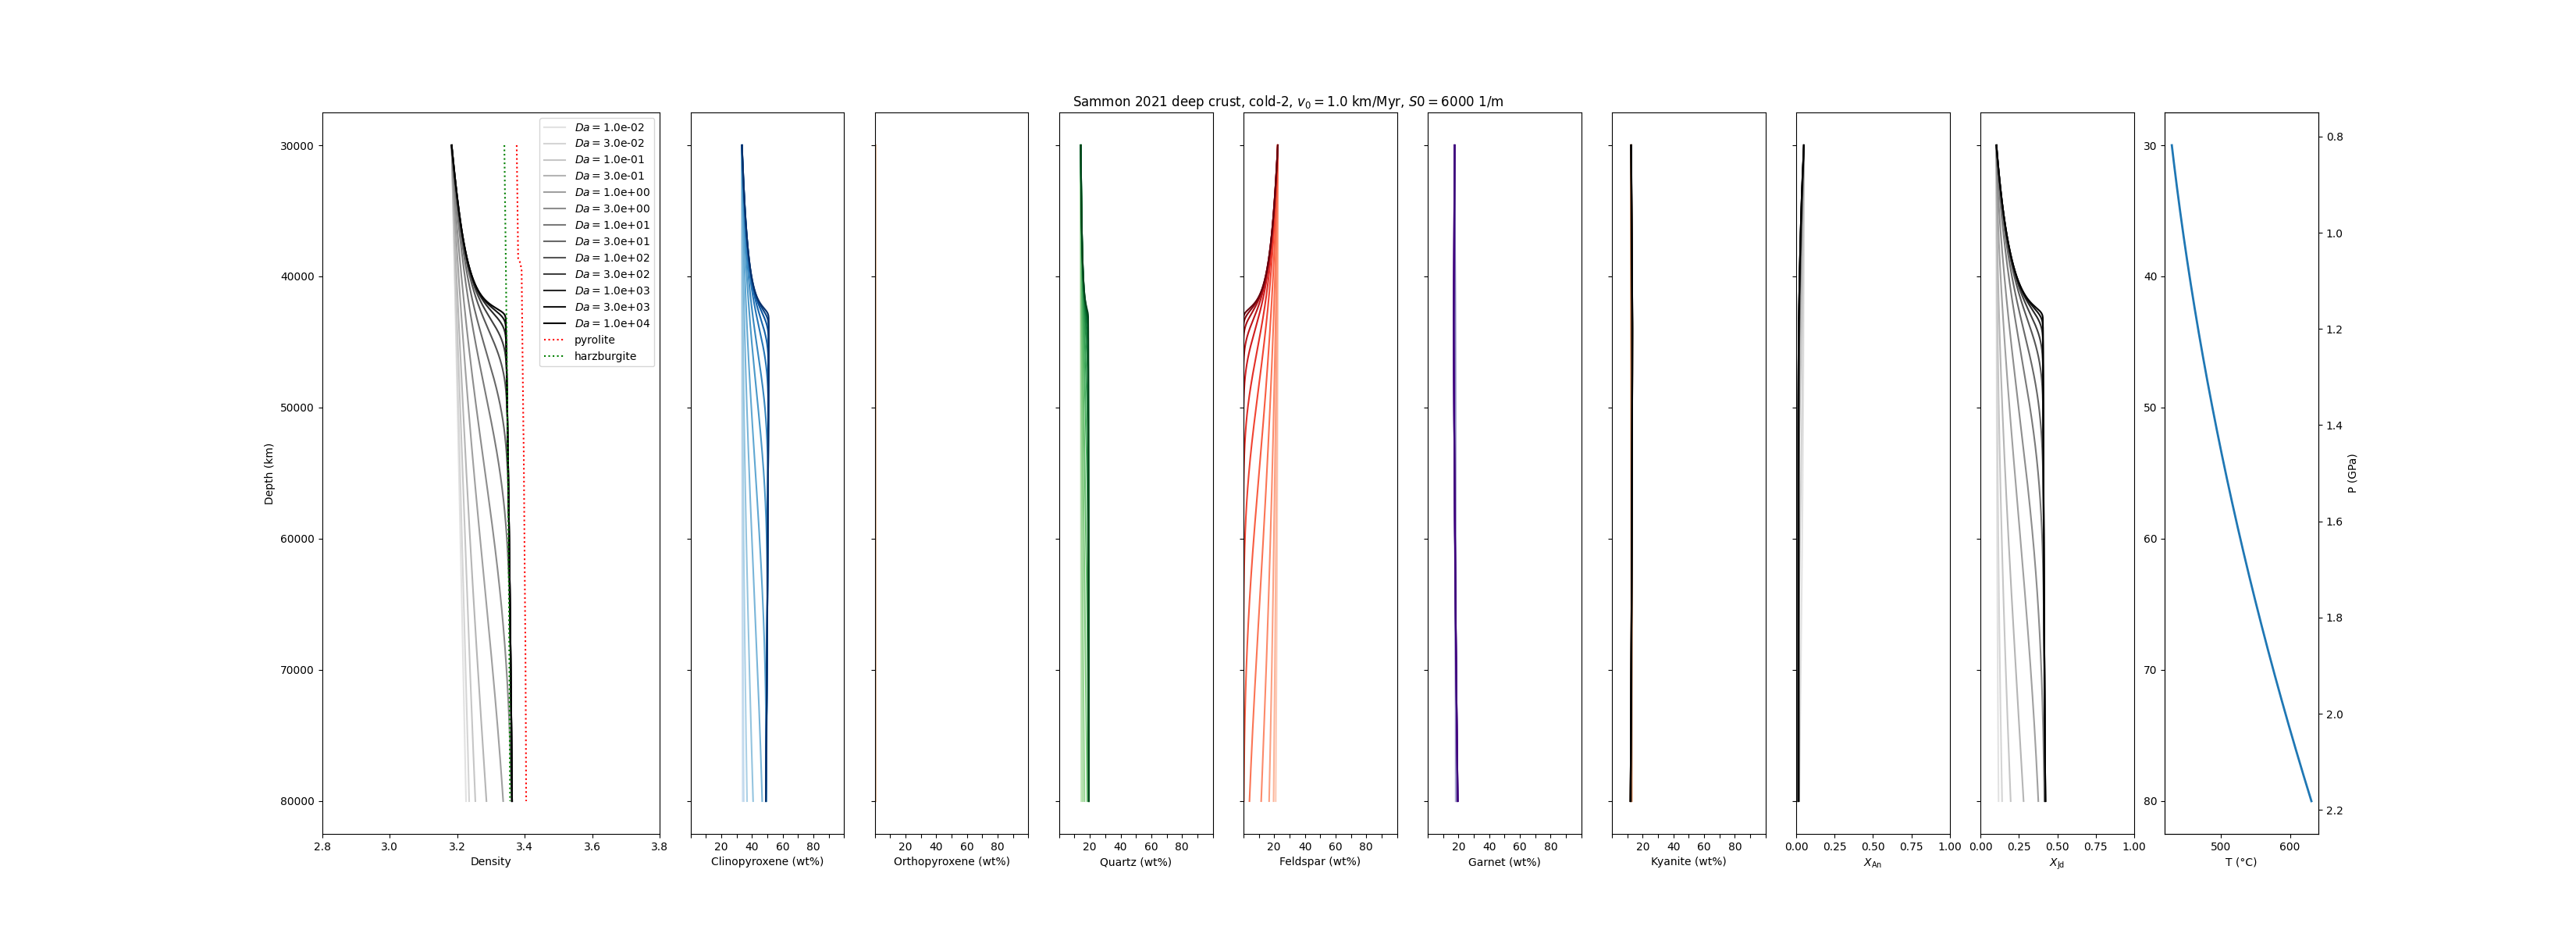 Sammon 2021 deep crust, cold-2, v₀ = 1.0 km/Myr, S0 = 6000 1/m
Da = 1.0e-02
Da = 3.0e-02
Da = 1.0e-01
Da = 3.0e-01
Da = 1.0e+00
Da = 3.0e+00
Da = 1.0e+01
Da = 3.0e+01
Da = 1.0e+02
Da = 3.0e+02
Da = 1.0e+03
Da = 3.0e+03
Da = 1.0e+04
pyrolite
harzburgite
Depth (km)
30000
40000
50000
60000
70000
80000
2.8 3.0 3.2 3.4 3.6 3.8
Density
20 40 60 80
Clinopyroxene (wt%)
20 40 60 80
Orthopyroxene (wt%)
20 40 60 80
Quartz (wt%)
20 40 60 80
Feldspar (wt%)
20 40 60 80
Garnet (wt%)
20 40 60 80
Kyanite (wt%)
0.00 0.25 0.50 0.75 1.00
X_An
0.00 0.25 0.50 0.75 1.00
X_Jd
30
40
50
60
70
80
500 600
T (°C)
0.8
1.0
1.2
1.4
1.6
1.8
2.0
2.2
P (GPa)